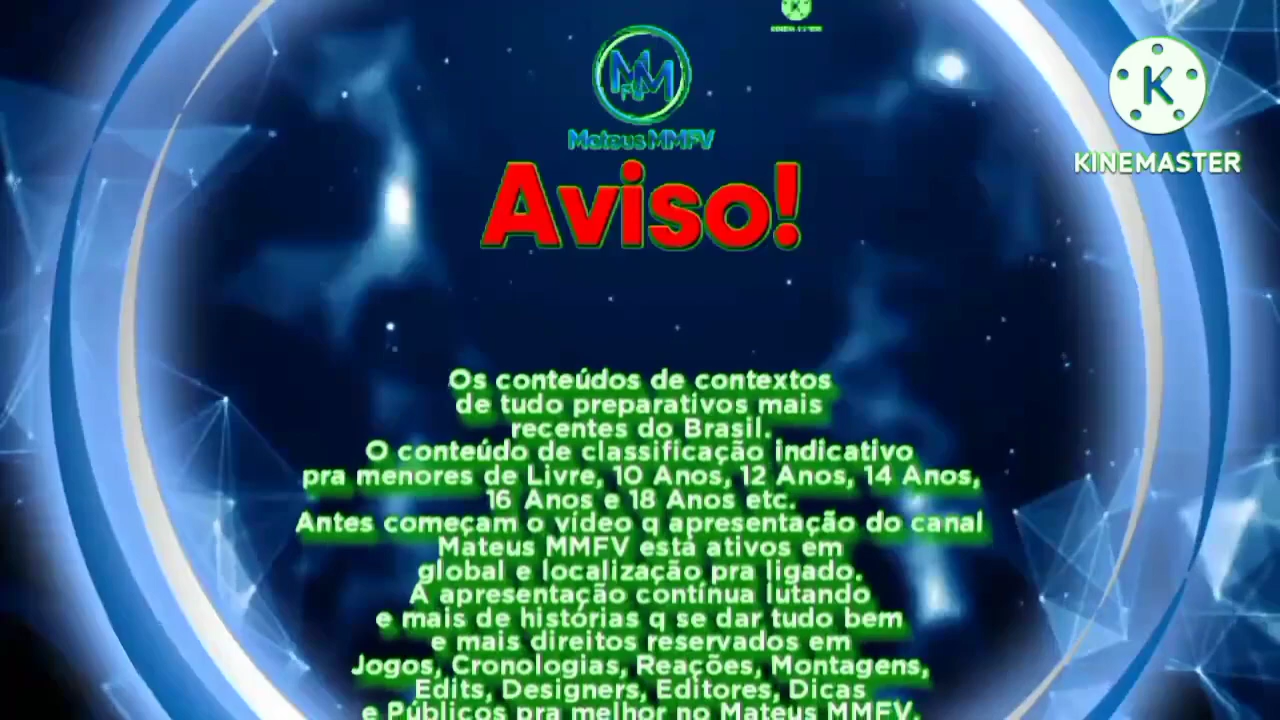 K
KINEMASTER
MM
Mateus MMFV
Aviso!
Os conteúdos de contextos
de tudo preparativos mais
recentes do Brasil.
O conteúdo de classificação indicativo
pra menores de Livre, 10 Anos, 12 Anos, 14 Anos,
16 Anos e 18 Anos etc.
Antes começam o vídeo q apresentação do canal
Mateus MMFV está ativos em
global e localização pra ligado.
A apresentação contínua lutando
e mais de histórias q se dar tudo bem
e mais direitos reservados em
Jogos, Cronologias, Reações, Montagens,
Edits, Designers, Editores, Dicas
e Públicos pra melhor no Mateus MMFV.